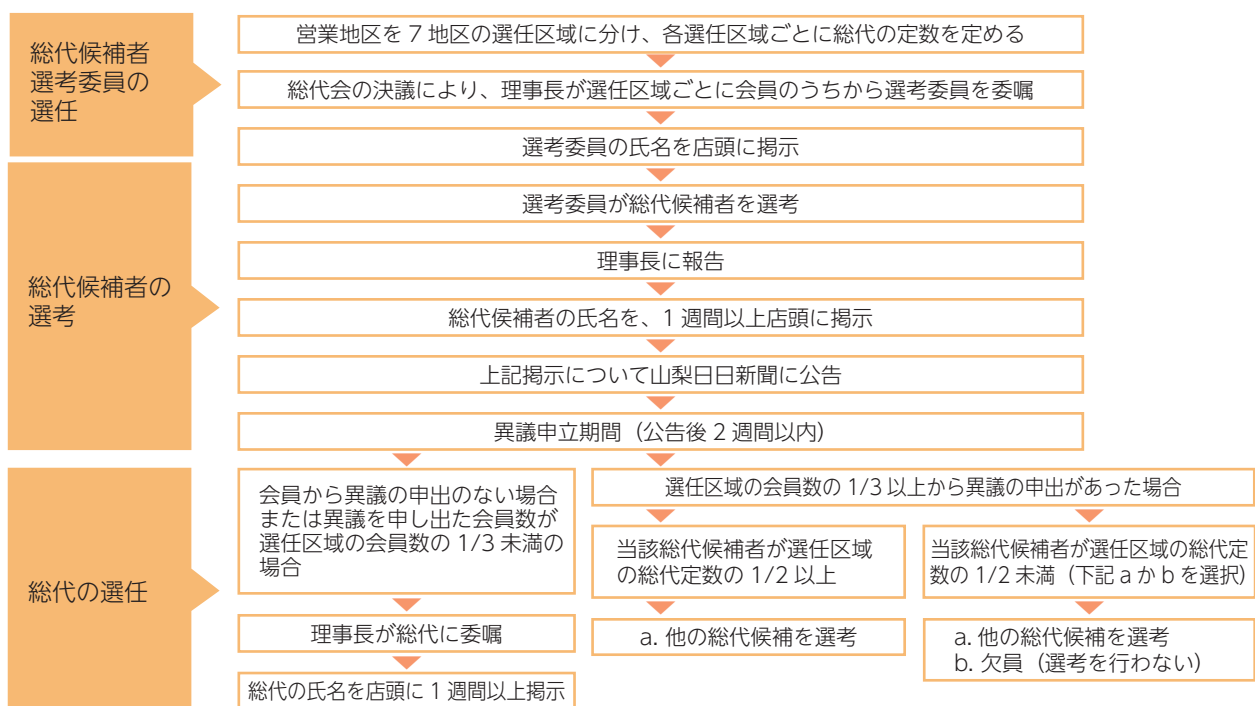 総代候補者
選考委員の
選任
営業地区を 7 地区の選任区域に分け、各選任区域ごとに総代の定数を定める
総代会の決議により、理事長が選任区域ごとに会員のうちから選考委員を委嘱
選考委員の氏名を店頭に掲示
総代候補者の
選考
選考委員が総代候補者を選考
理事長に報告
総代侯補者の氏名を、1 週間以上店頭に掲示
上記掲示について山梨日日新聞に公告
異議申立期間（公告後 2 週間以内）
総代の選任
会員から異議の申出のない場合
または異議を申し出た会員数が
選任区域の会員数の 1/3 未満の
場合
理事長が総代に委嘱
総代の氏名を店頭に 1 週間以上掲示
選任区域の会員数の 1/3 以上から異議の申出があった場合
当該総代候補者が選任区域
の総代定数の 1/2 以上
a. 他の総代候補を選考
当該総代候補者が選任区域の総代定
数の 1/2 未満（下記 a か b を選択）
a. 他の総代候補を選考
b. 欠員（選考を行わない）